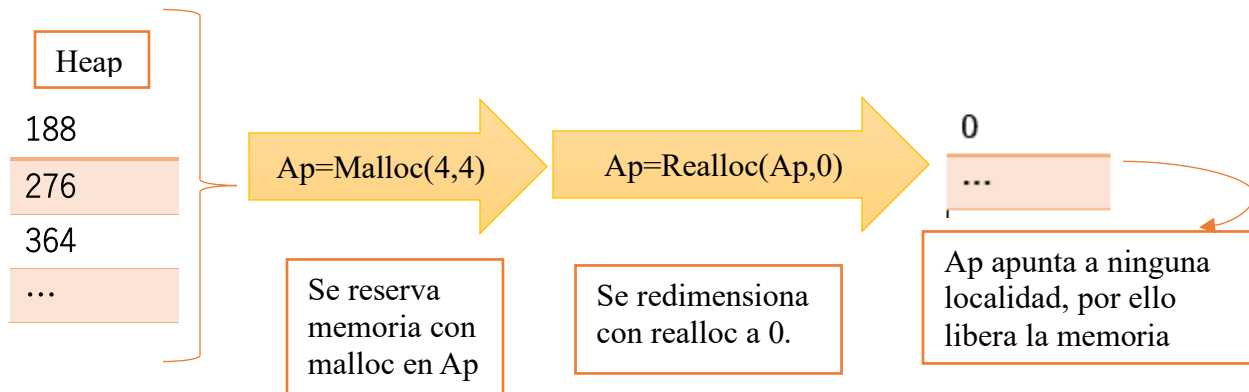 Heap
188
276
364
...
Ap=Malloc(4,4)
Se reserva
memoria con
malloc en Ap
Ap=Realloc(Ap,0)
Se redimensiona
con realloc a 0.
0
...
Ap apunta a ninguna
localidad, por ello
libera la memoria